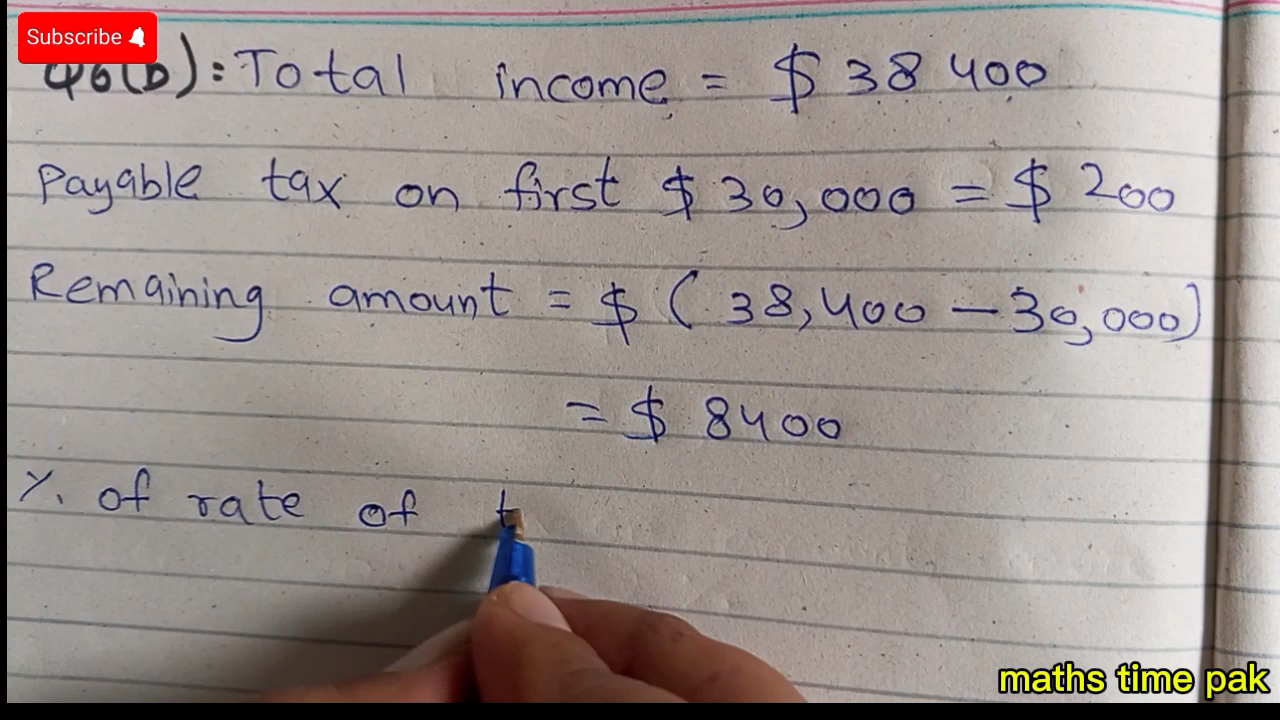 Subscribe
Q6(b): Total income = $ 38 400
Payable tax on first $ 30,000 = $ 200
Remaining amount = $ ( 38,400 - 30,000)
= $ 8400
%. of rate of t
maths time pak